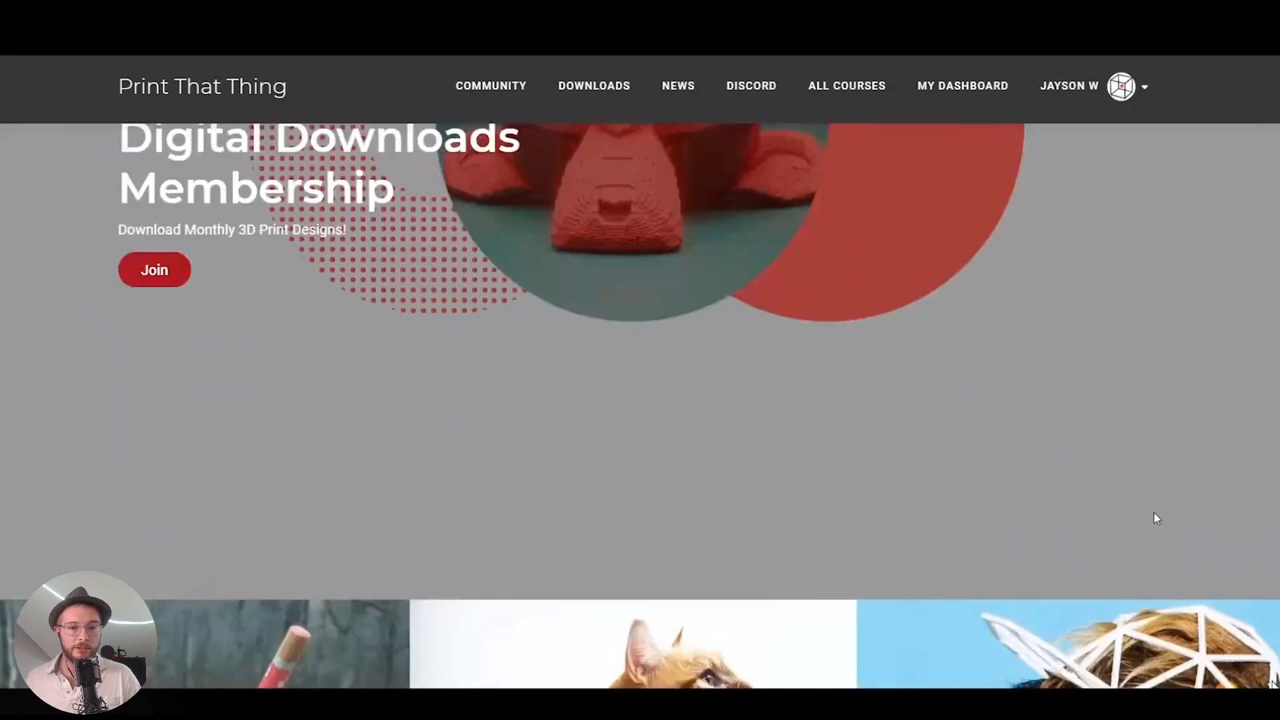 Print That Thing
COMMUNITY DOWNLOADS NEWS DISCORD ALL COURSES MY DASHBOARD JAYSON W
Digital Downloads
Membership
Download Monthly 3D Print Designs!
Join